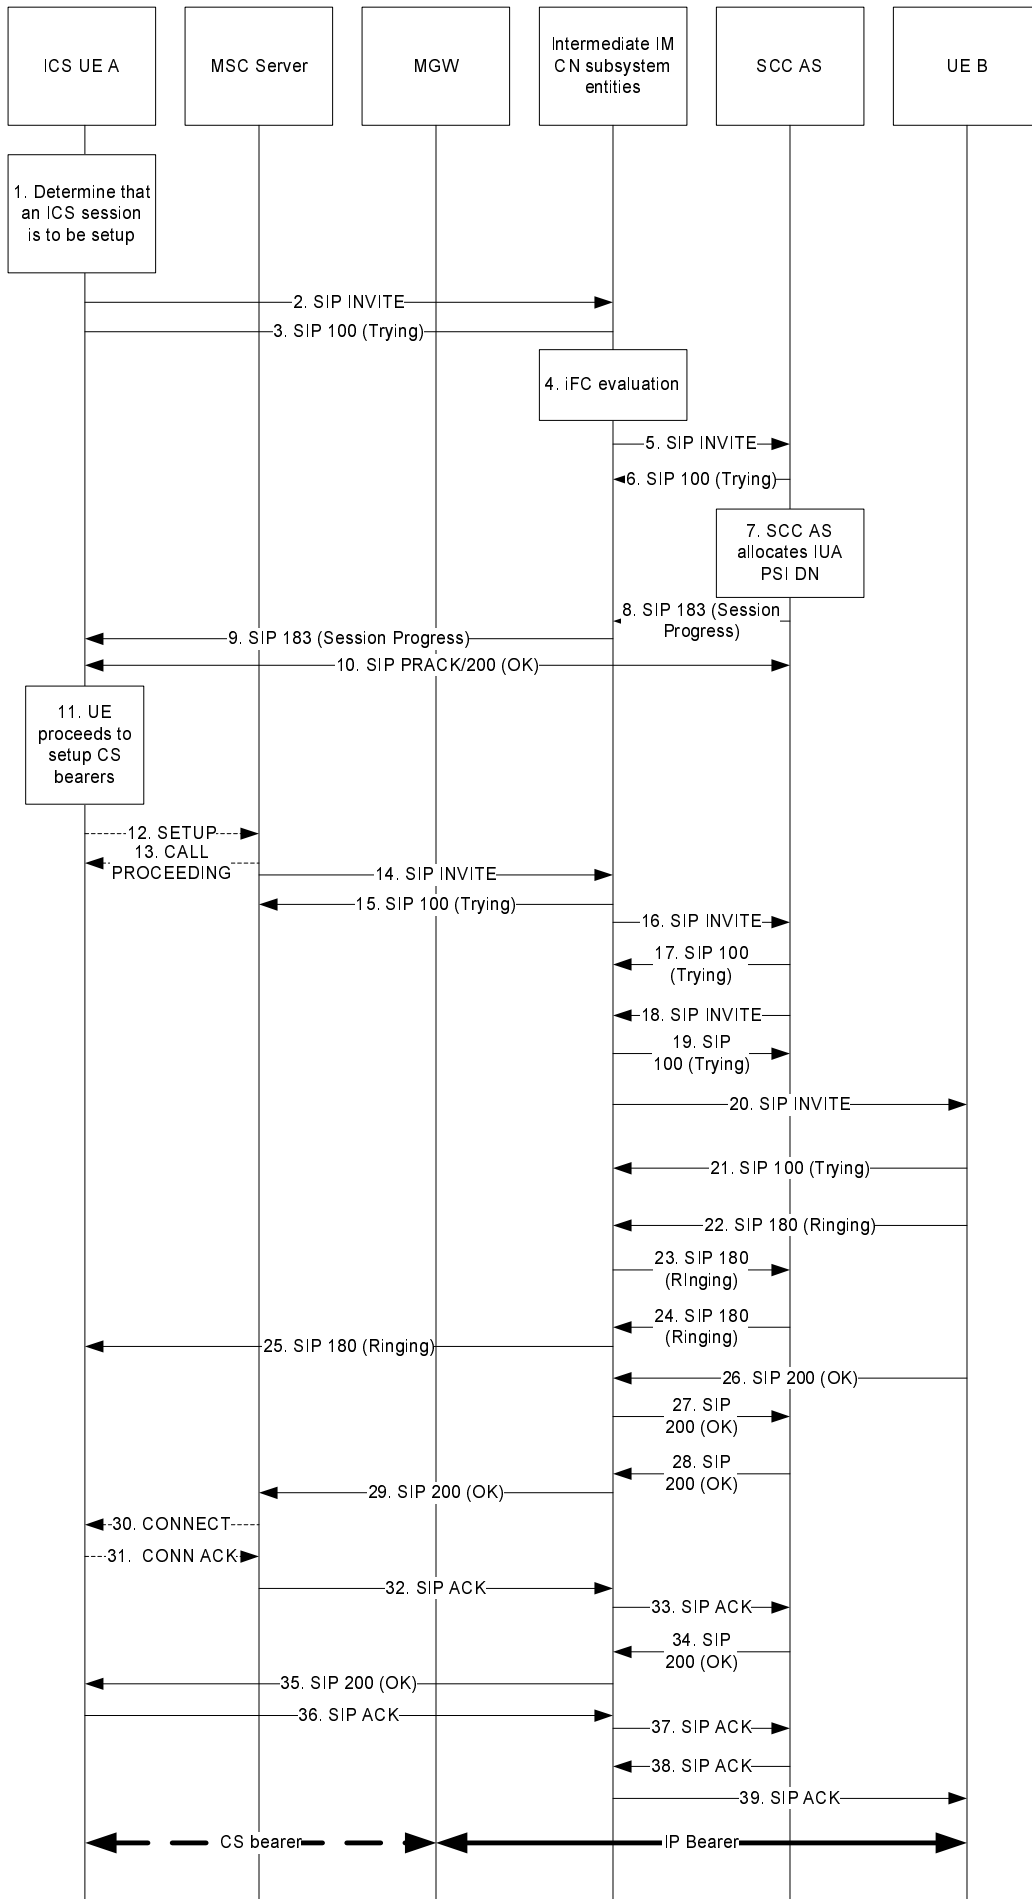 ICS UE A
MSC Server
MGW
Intermediate IM
CN subsystem
entities
SCC AS
UE B
1. Determine that
an ICS session
is to be setup
2. SIP INVITE
3. SIP 100 (Trying)
4. iFC evaluation
5. SIP INVITE
6. SIP 100 (Trying)
7. SCC AS
allocates IUA
PSI DN
8. SIP 183 (Session
Progress)
9. SIP 183 (Session Progress)
10. SIP PRACK/200 (OK)
11. UE
proceeds to
setup CS
bearers
12. SETUP
13. CALL
PROCEEDING
14. SIP INVITE
15. SIP 100 (Trying)
16. SIP INVITE
17. SIP 100
(Trying)
18. SIP INVITE
19. SIP
100 (Trying)
20. SIP INVITE
21. SIP 100 (Trying)
22. SIP 180 (Ringing)
23. SIP 180
(RInging)
24. SIP 180
(Ringing)
25. SIP 180 (Ringing)
26. SIP 200 (OK)
27. SIP
200 (OK)
28. SIP
200 (OK)
29. SIP 200 (OK)
30. CONNECT
31. CONN ACK
32. SIP ACK
33. SIP ACK
34. SIP
200 (OK)
35. SIP 200 (OK)
36. SIP ACK
37. SIP ACK
38. SIP ACK
39. SIP ACK
CS bearer
IP Bearer